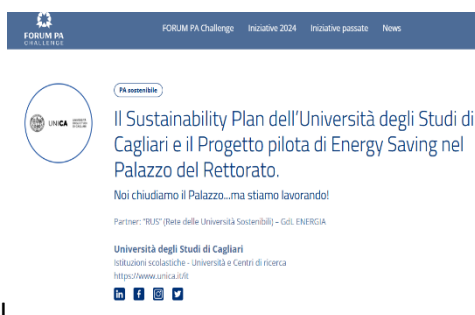 FORUM PA
CHALLENGE
FORUM PA Challenge Iniziative 2024 Iniziative passate News
PA sostenibile
UNICA
Il Sustainability Plan dell'Università degli Studi di
Cagliari e il Progetto pilota di Energy Saving nel
Palazzo del Rettorato.
Noi chiudiamo il Palazzo...ma stiamo lavorando!
Partner: "RUS" (Rete delle Università Sostenibili) – GdL ENERGIA
Università degli Studi di Cagliari
Istituzioni scolastiche - Università e Centri di ricerca
https://www.unica.it/it